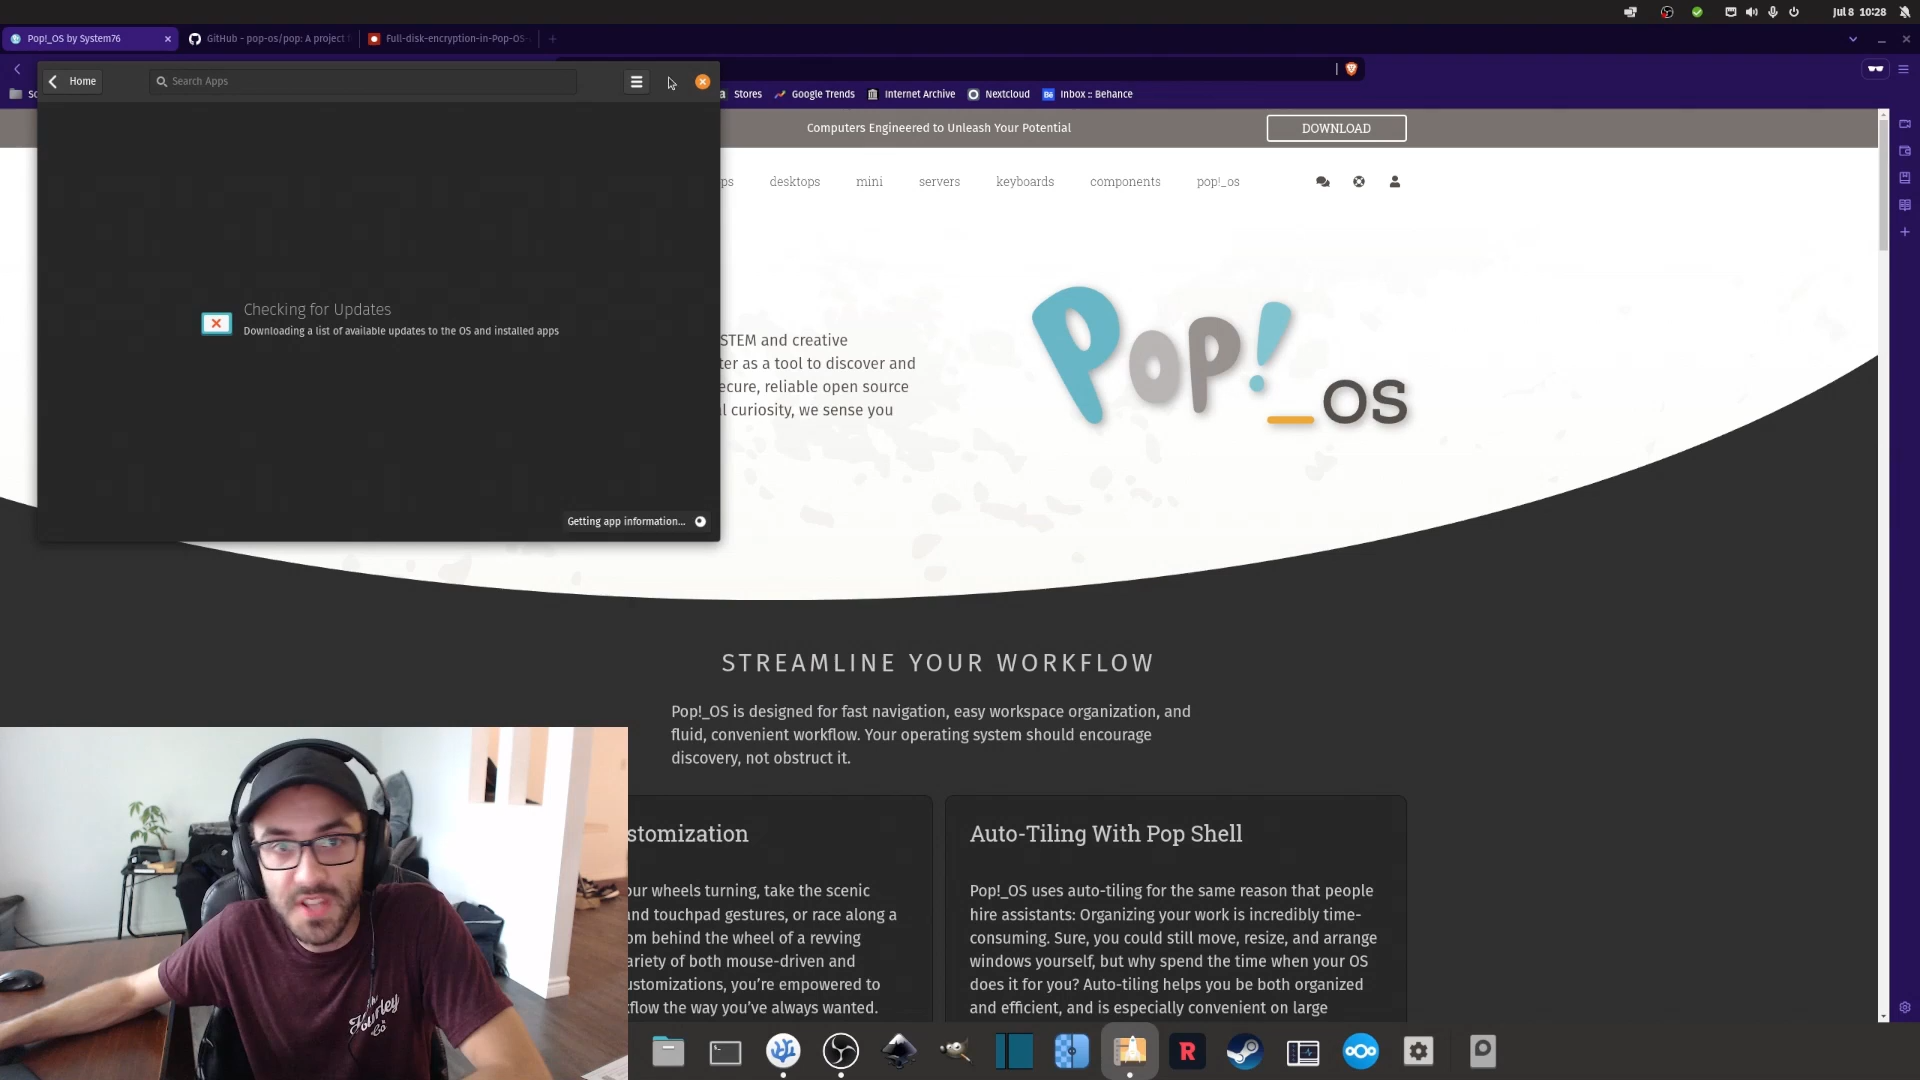 Jul 8 10:28
Pop!_OS by System76
GitHub - pop-os/pop: A project
Full-disk-encryption-in-Pop-OS-
Home
Search Apps
Stores
Google Trends
Internet Archive
Bē
Nextcloud
Inbox :: Behance
Computers Engineered to Unleash Your Potential
DOWNLOAD
ps
desktops
mini
servers
keyboards
components
pop!_os
Checking for Updates
Downloading a list of available updates to the OS and installed apps
Getting app information...
STEM and creative
ter as a tool to discover and
ecure, reliable open source
l curiosity, we sense you
Pop!_OS
STREAMLINE YOUR WORKFLOW
Pop!_OS is designed for fast navigation, easy workspace organization, and
fluid, convenient workflow. Your operating system should encourage
discovery, not obstruct it.
stomization
our wheels turning, take the scenic
and touchpad gestures, or race along a
om behind the wheel of a revving
ariety of both mouse-driven and
ustomizations, you’re empowered to
kflow the way you’ve always wanted.
Auto-Tiling With Pop Shell
Pop!_OS uses auto-tiling for the same reason that people
hire assistants: Organizing your work is incredibly time-
consuming. Sure, you could still move, resize, and arrange
windows yourself, but why spend the time when your OS
does it for you? Auto-tiling helps you be both organized
and efficient, and is especially convenient on large
R